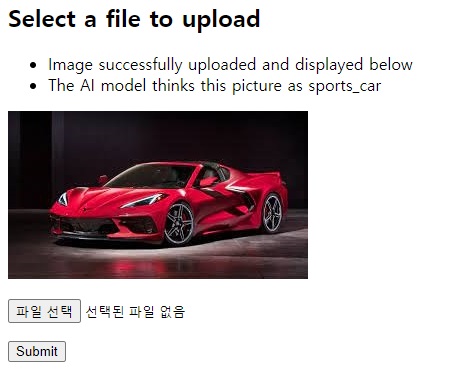 Select a file to upload
Image successfully uploaded and displayed below
The AI model thinks this picture as sports_car
파일 선택 선택된 파일 없음
Submit